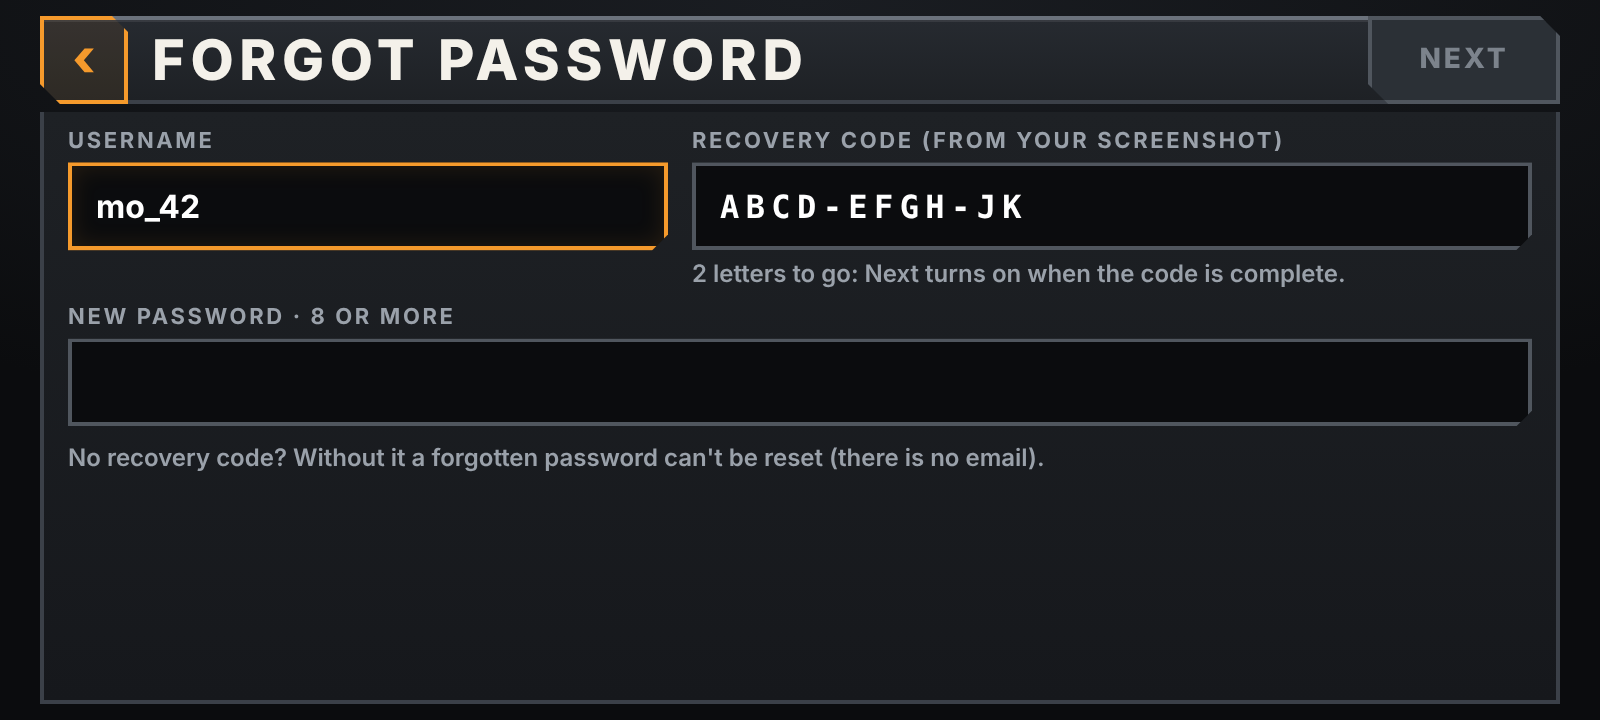 ‹ FORGOT PASSWORD NEXT
USERNAME
mo_42
RECOVERY CODE (FROM YOUR SCREENSHOT)
ABCD-EFGH-JK
2 letters to go: Next turns on when the code is complete.
NEW PASSWORD · 8 OR MORE
No recovery code? Without it a forgotten password can't be reset (there is no email).